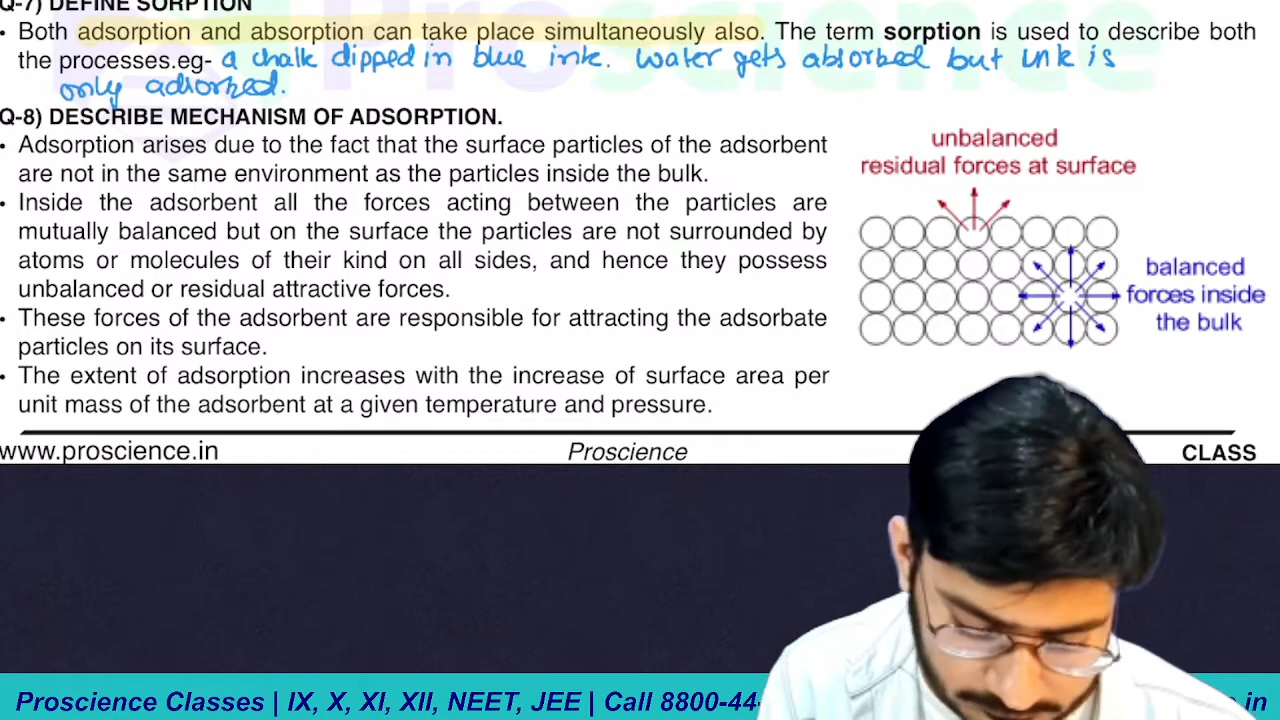 Q-7) DEFINE SORPTION
• Both adsorption and absorption can take place simultaneously also. The term sorption is used to describe both
the processes.eg- a chalk dipped in blue ink. Water gets absorbed but ink is
only adsorbed.
Q-8) DESCRIBE MECHANISM OF ADSORPTION.
• Adsorption arises due to the fact that the surface particles of the adsorbent
are not in the same environment as the particles inside the bulk.
• Inside the adsorbent all the forces acting between the particles are
mutually balanced but on the surface the particles are not surrounded by
atoms or molecules of their kind on all sides, and hence they possess
unbalanced or residual attractive forces.
• These forces of the adsorbent are responsible for attracting the adsorbate
particles on its surface.
• The extent of adsorption increases with the increase of surface area per
unit mass of the adsorbent at a given temperature and pressure.
unbalanced
residual forces at surface
balanced
forces inside
the bulk
www.proscience.in Proscience CLASS
Proscience Classes | IX, X, XI, XII, NEET, JEE | Call 8800-44- in